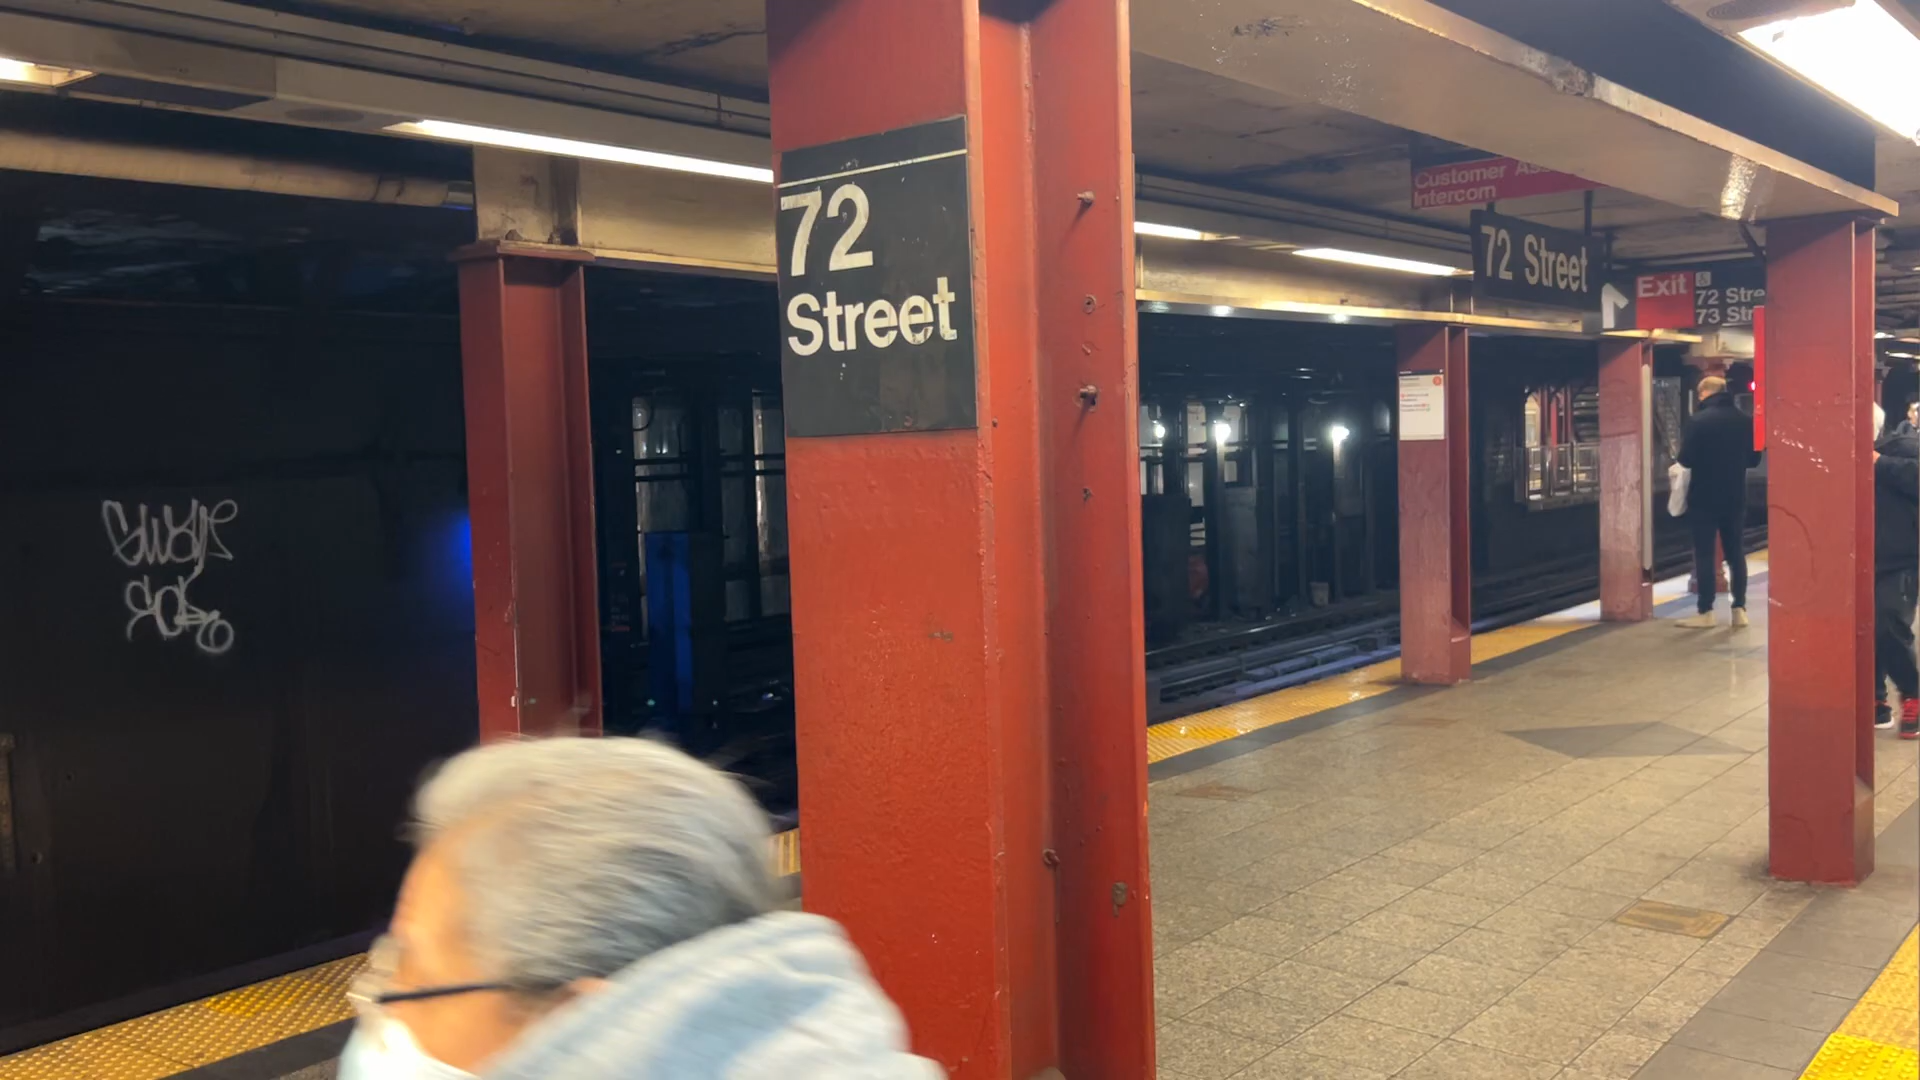 72
Street
Customer
Intercom
72 Street
Exit
72 Stre
73 Str